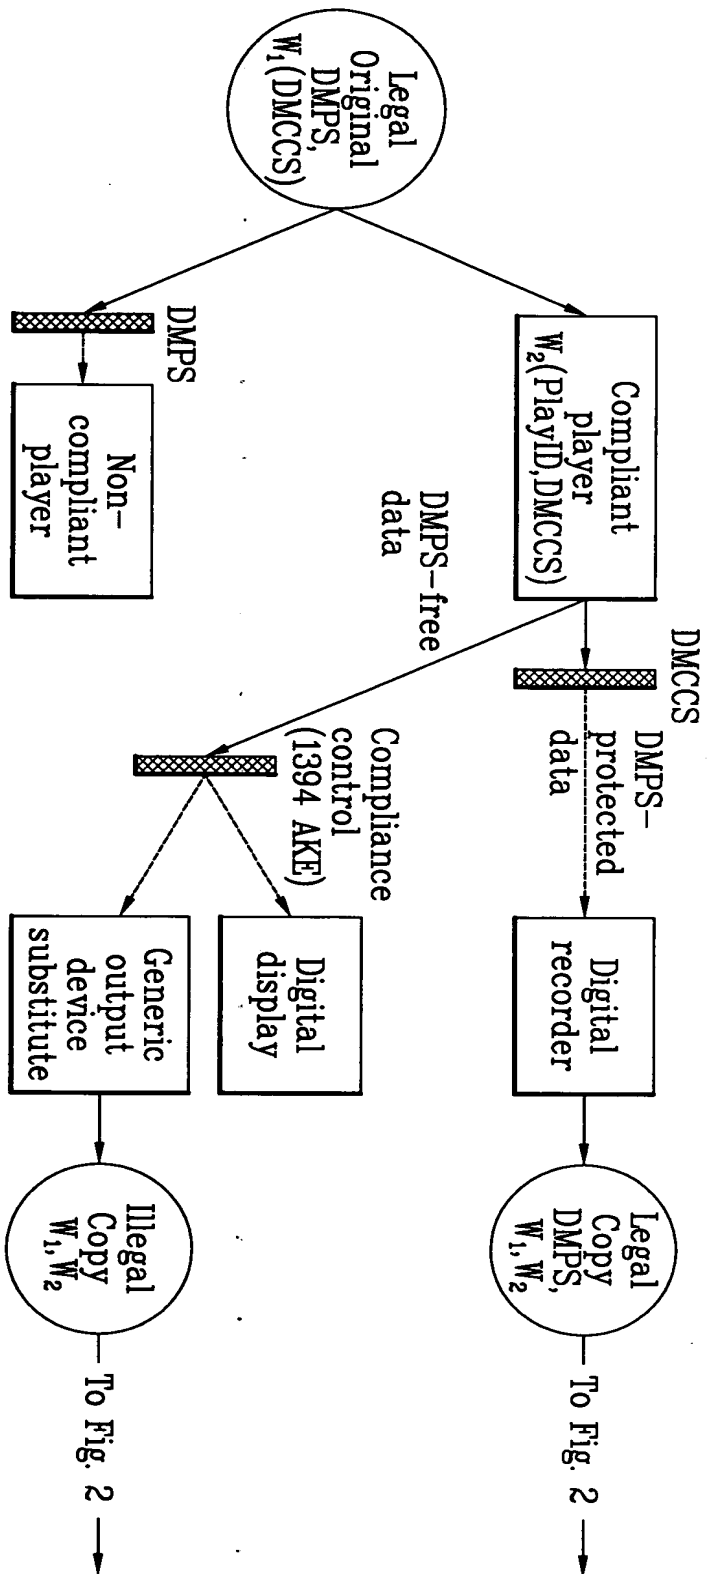 Legal
Original
DMPS,
W₁(DMCCS)
Compliant
player
W₂(PlayID,DMCCS)
DMPS
Non-
compliant
player
DMCCS
DMPS-
protected
data
DMPS-free
data
Compliance
control
(1394 AKE)
Digital
recorder
Digital
display
Generic
output
device
substitute
Legal
Copy
DMPS,
W₁,W₂
Illegal
Copy
W₁,W₂
To Fig. 2
To Fig. 2